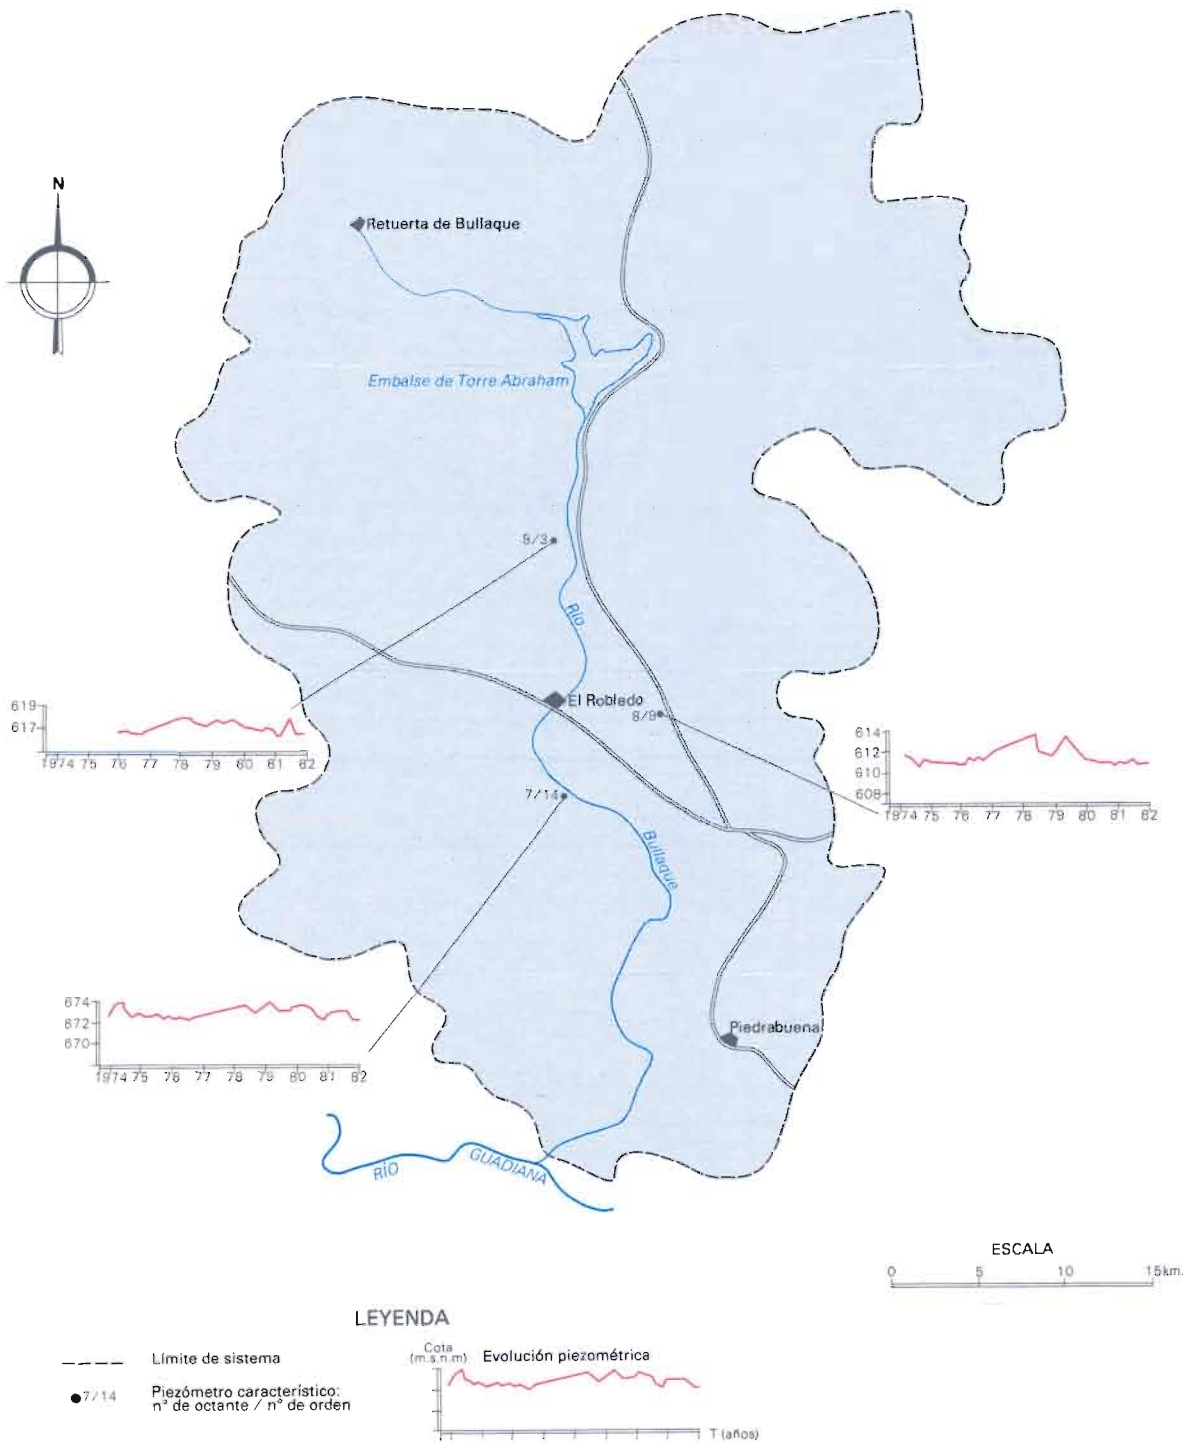 N
Retuerta de Bullaque
Embalse de Torre Abraham
8/3
RÍO
El Robledo
8/9
619
617
1974 75 76 77 78 79 80 81 82
614
612
610
608
1974 75 76 77 78 79 80 81 82
7/14
Bullaque
674
672
670
1974 75 76 77 78 79 80 81 82
Piedrabuena
RÍO GUADIANA
ESCALA
0 5 10 15km.
LEYENDA
Límite de sistema
7/14 Piezómetro característico:
n° de octante / n° de orden
Cota
(m.s.n.m) Evolución piezométrica
T (años)